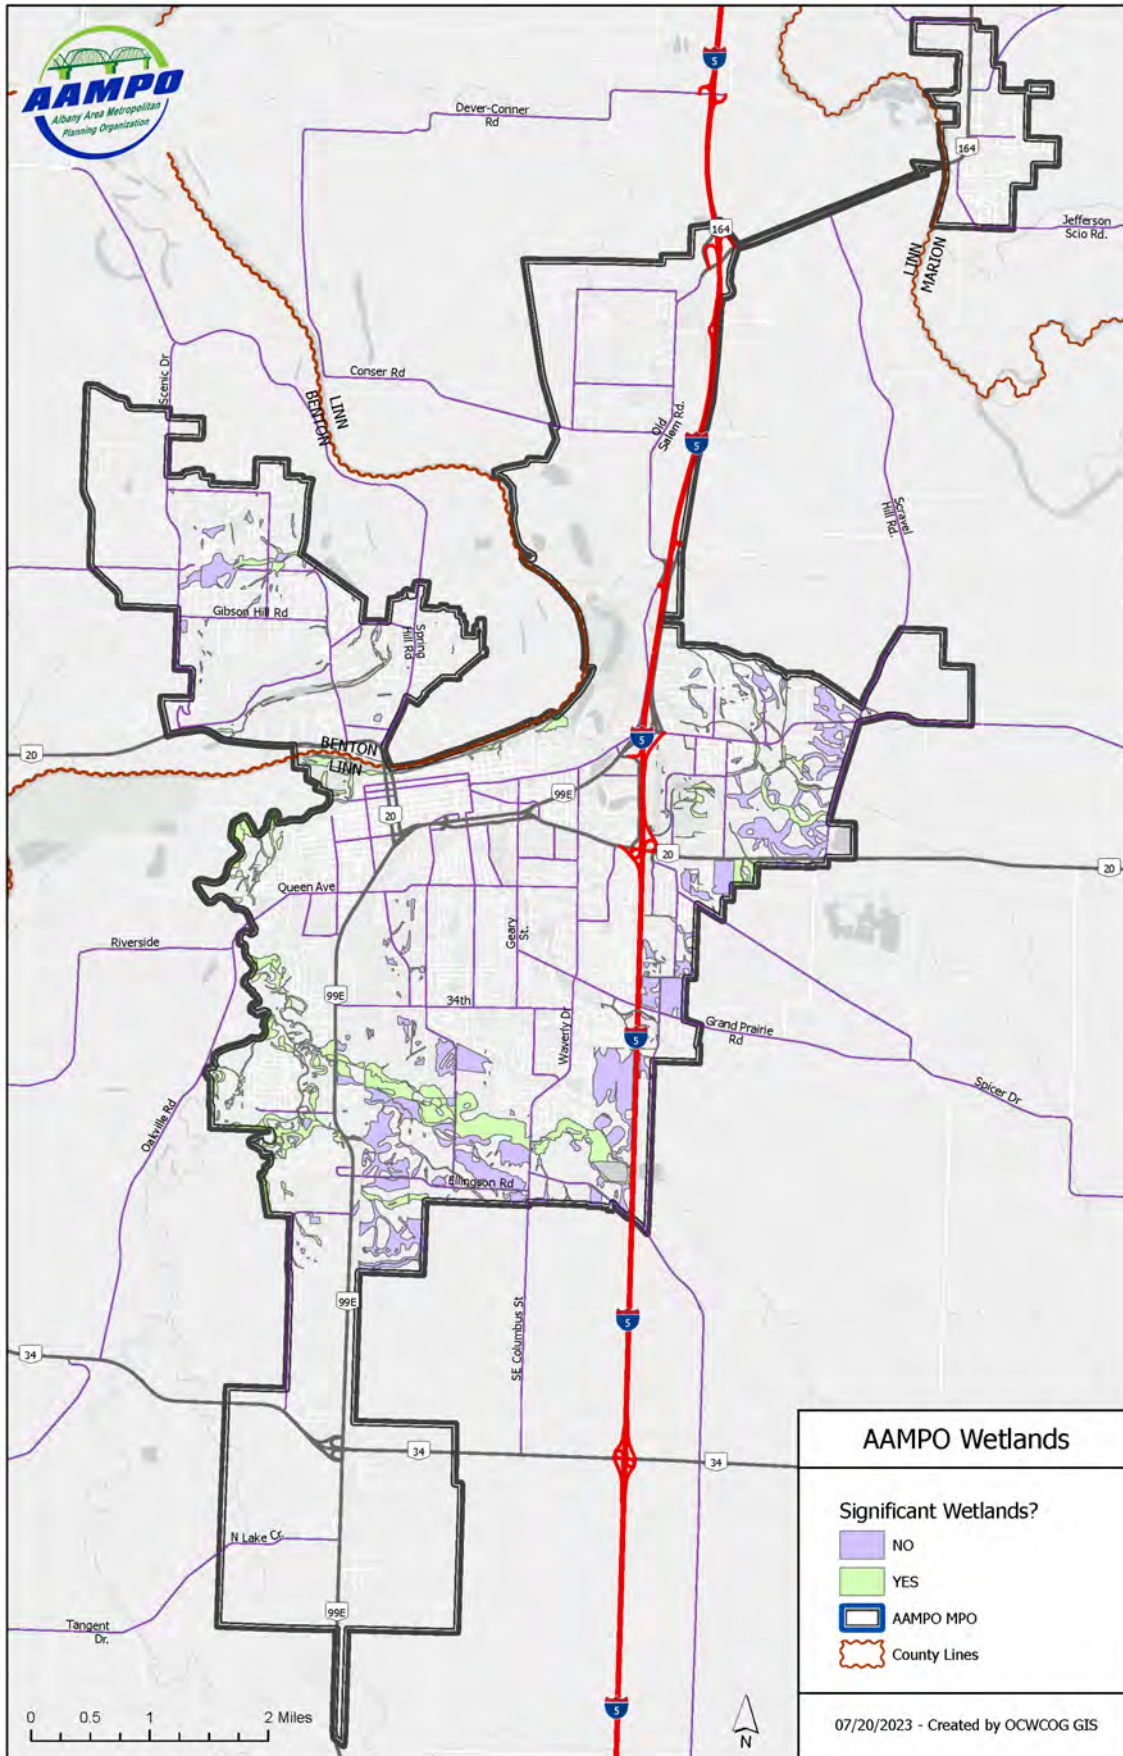 AAMPO
Albany Area Metropolitan
Planning Organization
5
Dever-Conner
Rd
164
164
Jefferson
Scio Rd.
LINN
MARION
Scenic Dr
Conser Rd
LINN
BENTON
Old
Salem Rd.
5
Scravel
Hill Rd.
Gibson Hill Rd
Spring
Hill Rd
20
BENTON
LINN
5
99E
20
20
20
Queen Ave
Geary
St.
Riverside
99E
34th
Waverly Dr
5
Grand Prairie
Rd
Spicer Dr
Oakville Rd
Ellingson Rd
99E
5
SE Columbus St
34
34
34
N Lake Cr.
99E
Tangent
Dr.
5
0 0.5 1 2 Miles
N
AAMPO Wetlands
Significant Wetlands?
NO
YES
AAMPO MPO
County Lines
07/20/2023 - Created by OCWCOG GIS